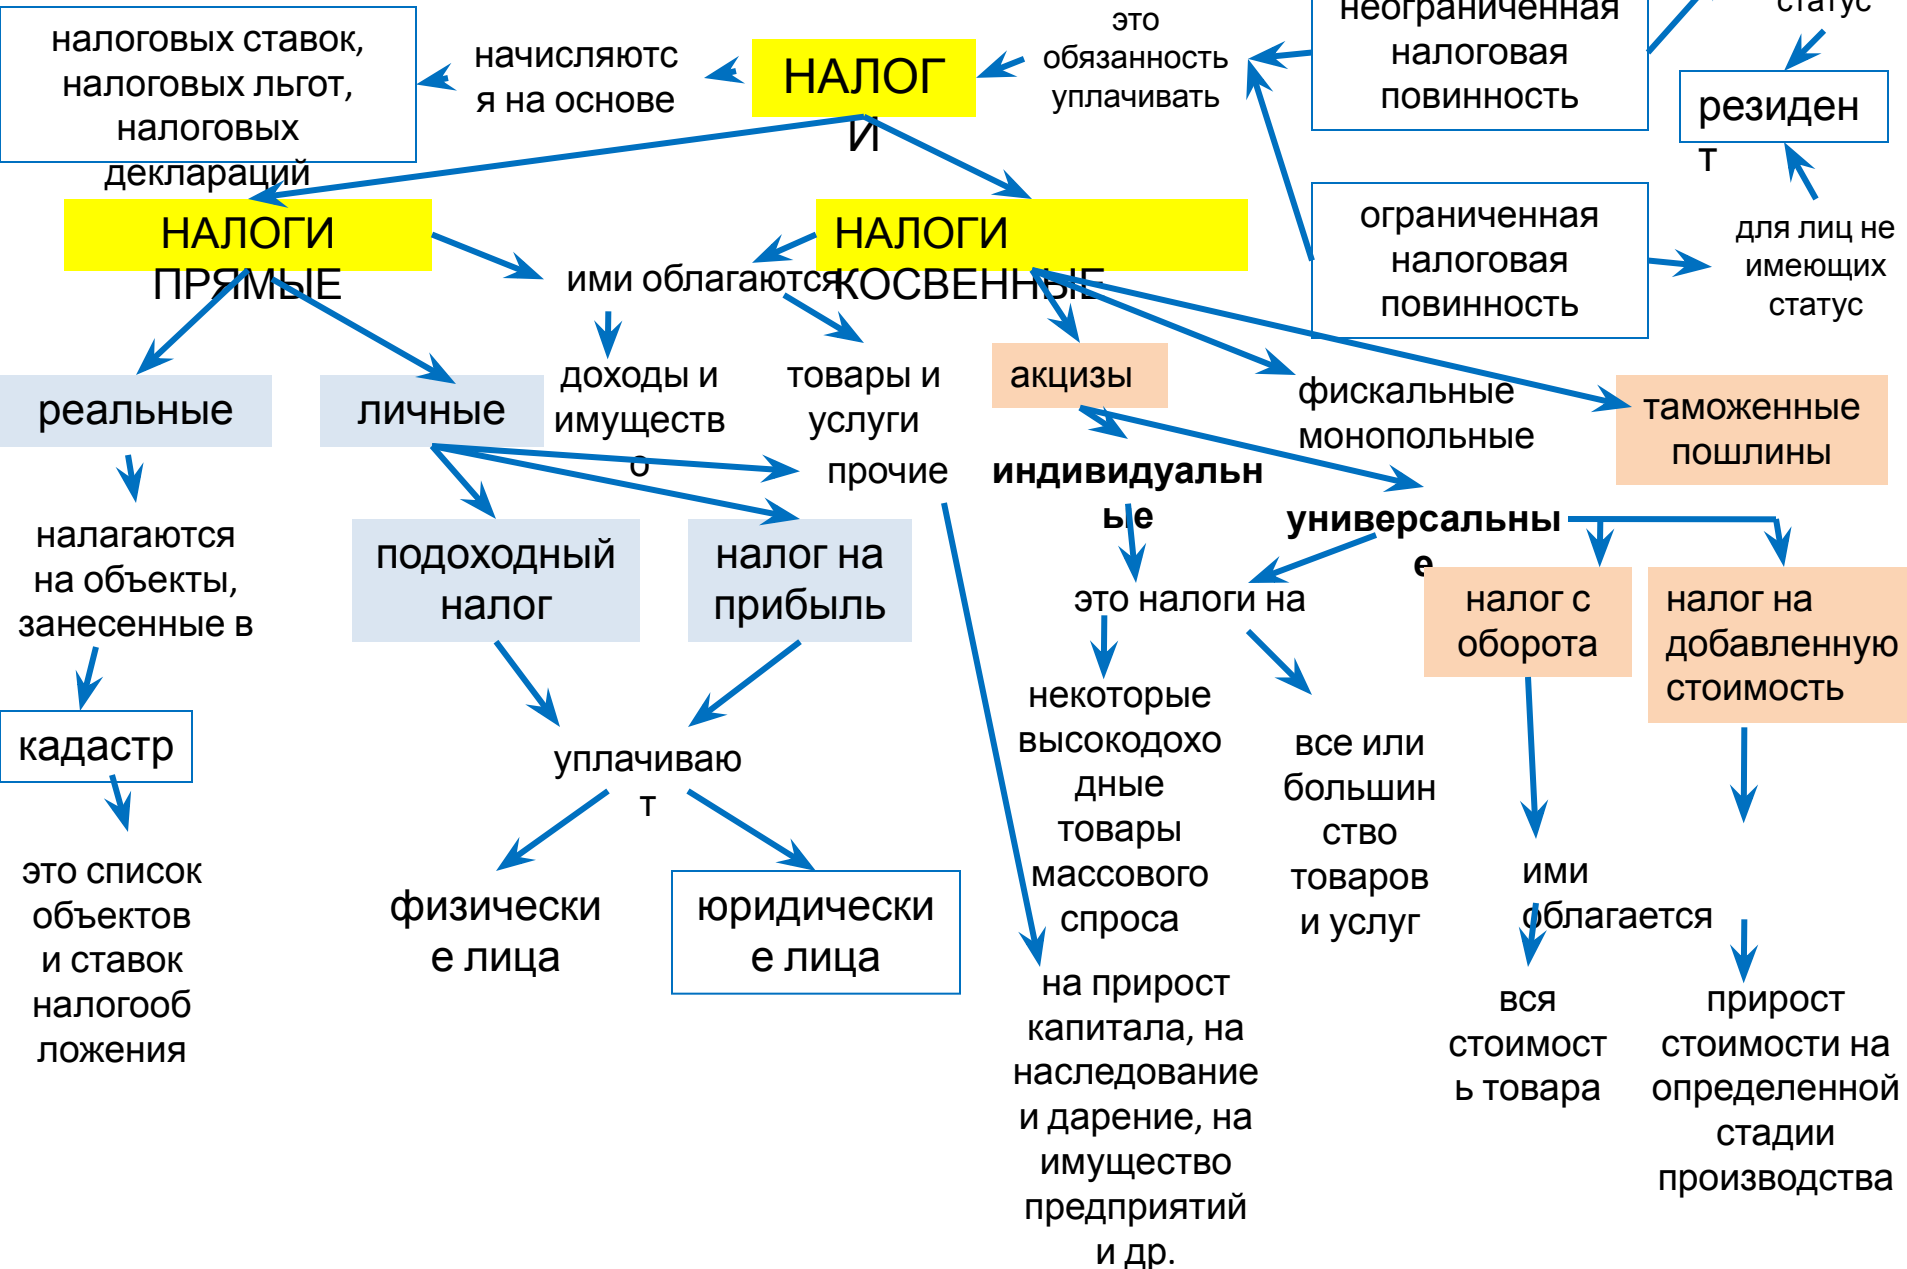 налоговых ставок,
налоговых льгот,
налоговых
деклараций
начисляютс
я на основе
НАЛОГ
И
это
обязанность
уплачивать
неограниченная
налоговая
повинность
статус
резиден
т
ограниченная
налоговая
повинность
для лиц не
имеющих
статус
НАЛОГИ
ПРЯМЫЕ
НАЛОГИ
КОСВЕННЫЕ
ими облагаются
доходы и
имуществ
о
товары и
услуги
реальные
личные
прочие
акцизы
фискальные
монопольные
таможенные
пошлины
индивидуальн
ые
универсальны
е
налагаются
на объекты,
занесенные в
кадастр
это список
объектов
и ставок
налогооб
ложения
подоходный
налог
налог на
прибыль
уплачиваю
т
физически
е лица
юридически
е лица
это налоги на
некоторые
высокодохо
дные
товары
массового
спроса
все или
большин
ство
товаров
и услуг
на прирост
капитала, на
наследование
и дарение, на
имущество
предприятий
и др.
налог с
оборота
налог на
добавленную
стоимость
ими
облагается
вся
стоимост
ь товара
прирост
стоимости на
определенной
стадии
производства